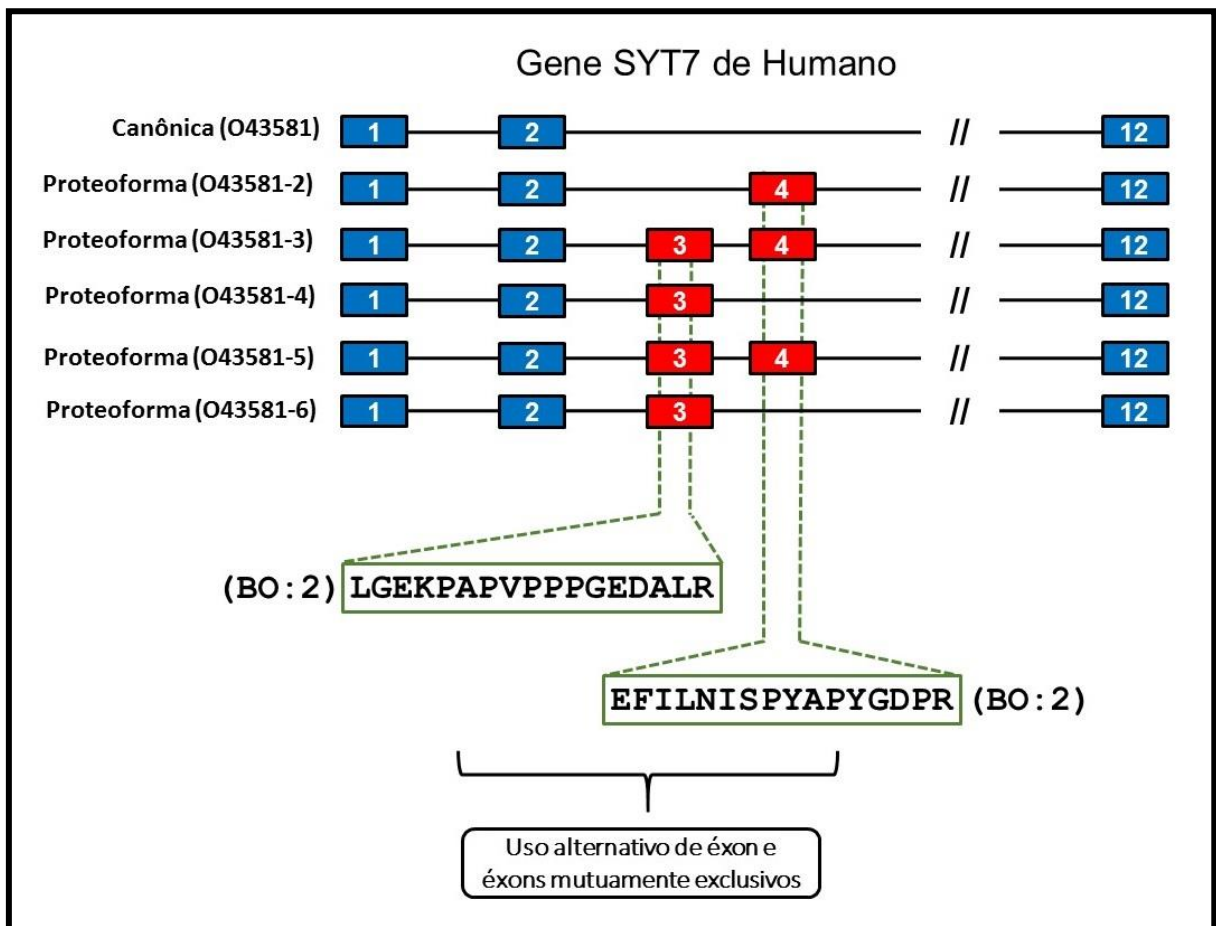 Gene SYT7 de Humano
Canônica (O43581) 1 2 // 12
Proteoforma (O43581-2) 1 2 4 // 12
Proteoforma (O43581-3) 1 2 3 4 // 12
Proteoforma (O43581-4) 1 2 3 // 12
Proteoforma (O43581-5) 1 2 3 4 // 12
Proteoforma (O43581-6) 1 2 3 // 12
(BO:2) LGEKPAPVPPPGEDALR
EFILNISPYAPYGDPR (BO:2)
Uso alternativo de éxon e
éxons mutuamente exclusivos